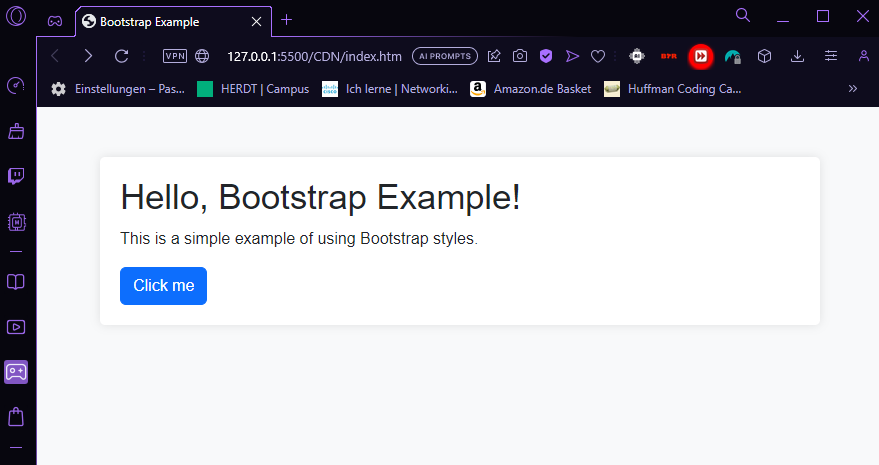 Bootstrap Example
VPN 127.0.0.1:5500/CDN/index.htm AI PROMPTS AI BPR
Einstellungen – Pas... HERDT | Campus Ich lerne | Networki... Amazon.de Basket Huffman Coding Ca...
Hello, Bootstrap Example!
This is a simple example of using Bootstrap styles.
Click me